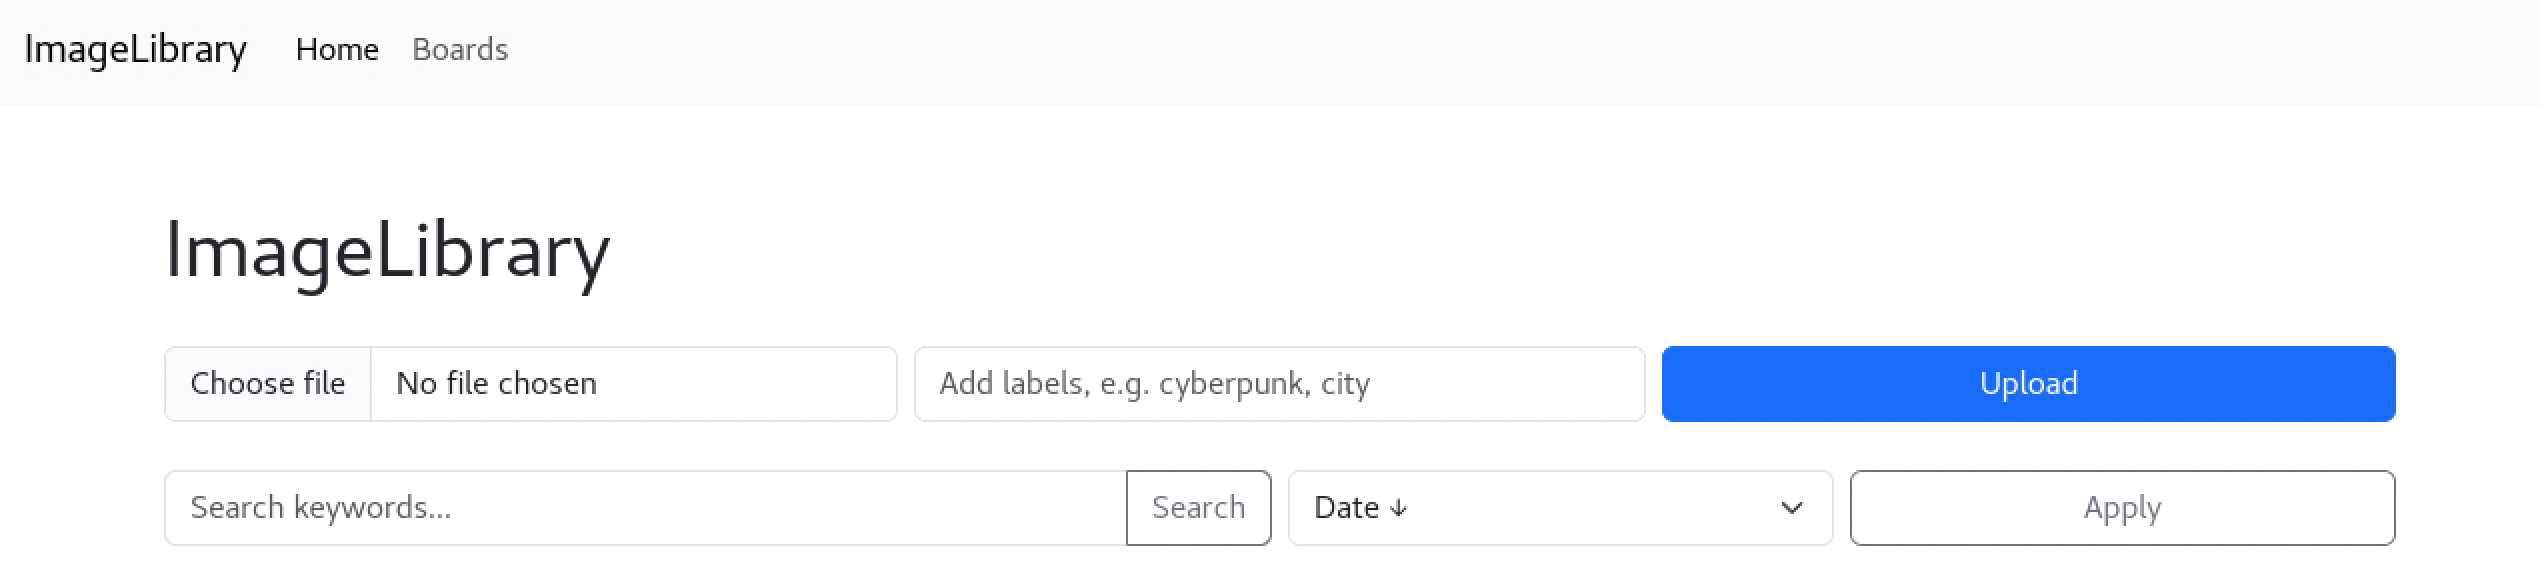 ImageLibrary Home Boards
ImageLibrary
Choose file No file chosen Add labels, e.g. cyberpunk, city Upload
Search keywords... Search Date ↓ Apply